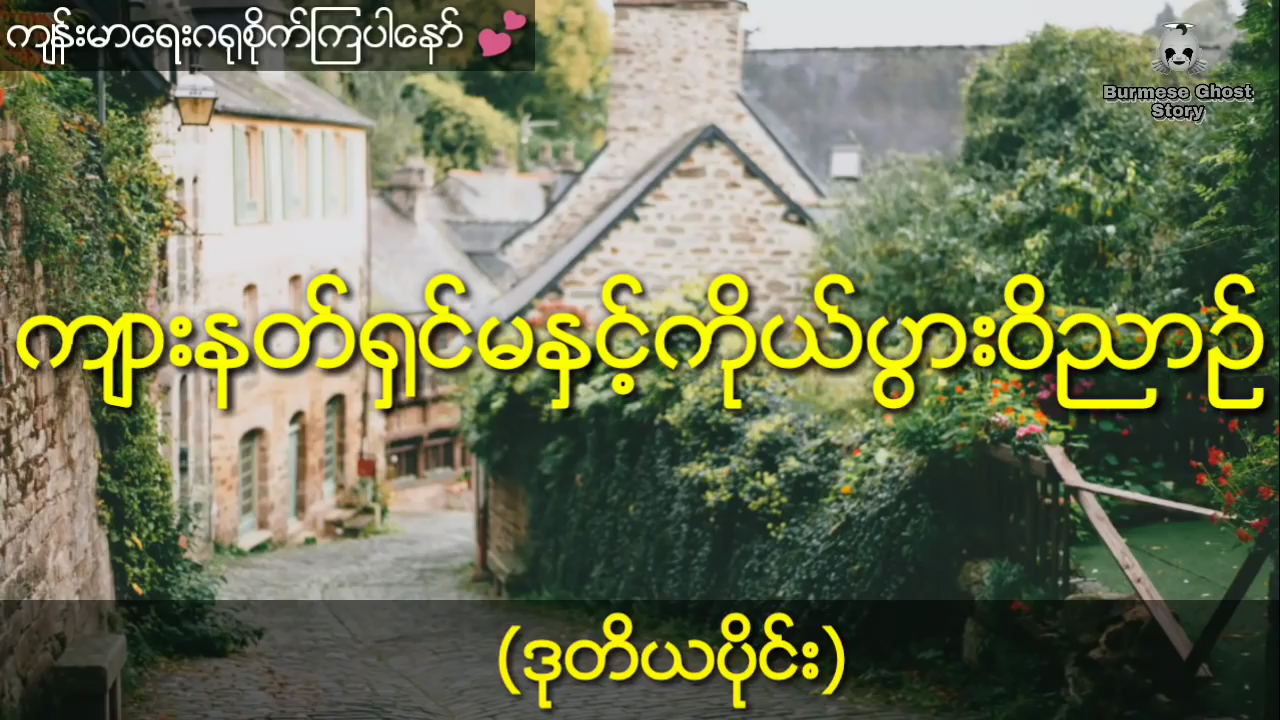 ကျန်းမာရေးဂရုစိုက်ကြပါနော် 💕
Burmese Ghost
Story
ကျားနတ်ရှင်မနှင့်ကိုယ်ပွားဝိညာဉ်
(ဒုတိယပိုင်း)